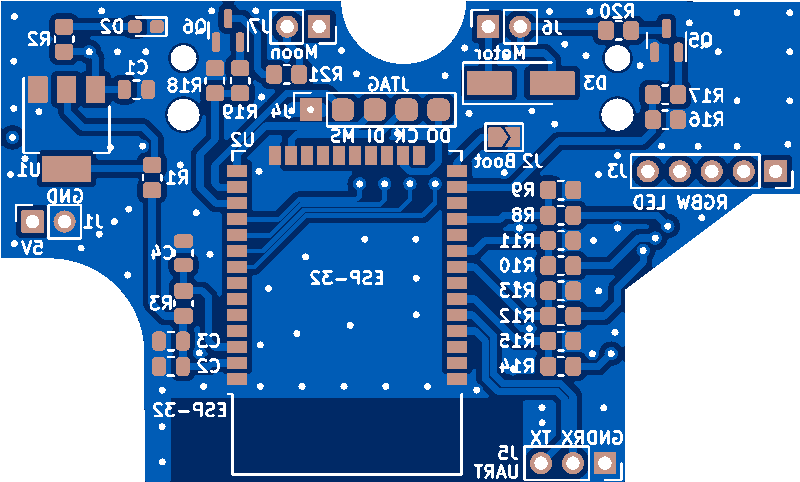 R20
D2
Q6
J7
J6
Q5
R2
Moon
Motor
C1
R18
R21
JTAG
D3
R17
R19
J4
R16
U2
DO CK DI MS
J2
Boot
U1
R1
J3
GND
R9
RGBW LED
J1
R8
5V
R11
C4
R10
ESP-32
R13
R3
R12
C3
R15
C2
R14
ESP-32
GND
RX
TX
J5
UART